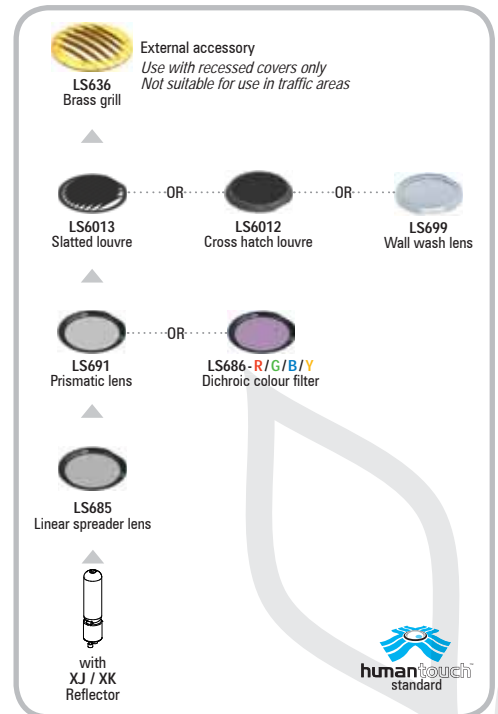 External accessory
Use with recessed covers only
Not suitable for use in traffic areas
LS636
Brass grill
OR
OR
LS6013
Slatted louvre
LS6012
Cross hatch louvre
LS699
Wall wash lens
OR
LS691
Prismatic lens
LS686-R/G/B/Y
Dichroic colour filter
LS685
Linear spreader lens
with
XJ / XK
Reflector
humantouch™
standard